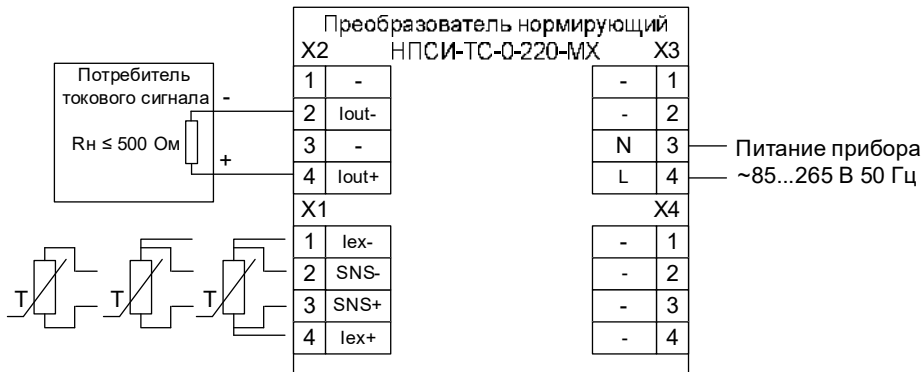 Преобразователь нормирующий
НПСИ-ТС-0-220-МХ
X2
X3
1 -
2 Iout-
3 -
4 Iout+
- 1
- 2
N 3
L 4
Потребитель
токового сигнала
Rн ≤ 500 Ом
-
+
Питание прибора
~85...265 В 50 Гц
X1
X4
1 Iex-
2 SNS-
3 SNS+
4 Iex+
- 1
- 2
- 3
- 4
T
T
T